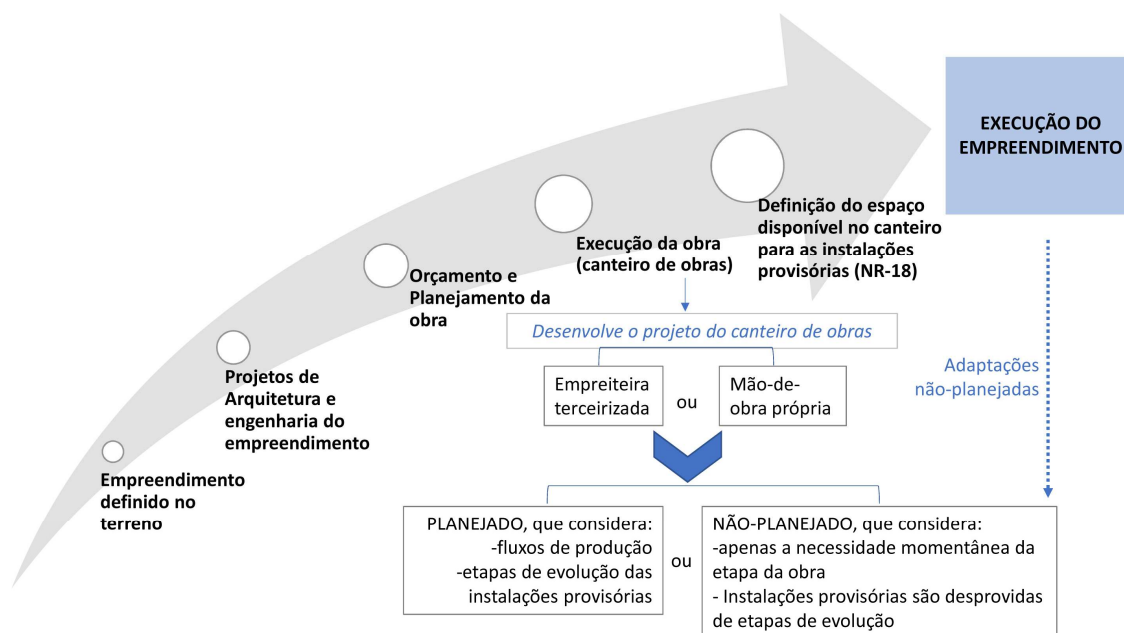 EXECUÇÃO DO
EMPREENDIMENTO
Definição do espaço
disponível no canteiro
para as instalações
provisórias (NR-18)
Execução da obra
(canteiro de obras)
Orçamento e
Planejamento da
obra
Projetos de
Arquitetura e
engenharia do
empreendimento
Empreendimento
definido no
terreno
Desenvolve o projeto do canteiro de obras
Empreiteira
terceirizada
ou
Mão-de-
obra própria
Adaptações
não-planejadas
PLANEJADO, que considera:
-fluxos de produção
-etapas de evolução das
instalações provisórias
ou
NÃO-PLANEJADO, que considera:
-apenas a necessidade momentânea da
etapa da obra
- Instalações provisórias são desprovidas
de etapas de evolução